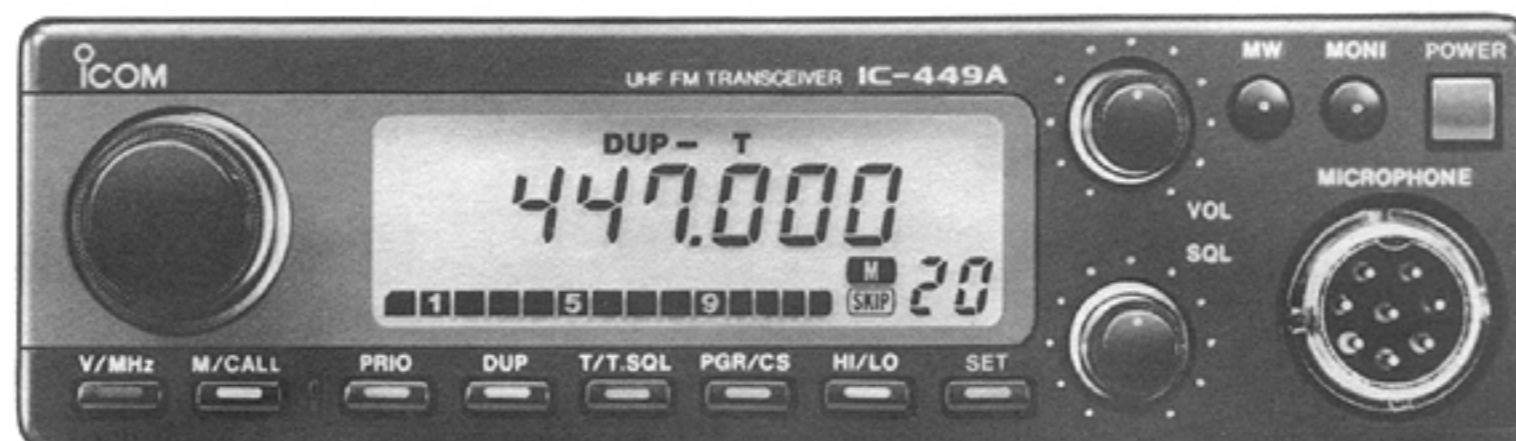 iCOM
UHF FM TRANSCEIVER IC-449A
MW MONI POWER
DUP- T
447.000
MICROPHONE
VOL
SQL
M
SKIP 20
1 5 9
V/MHz M/CALL PRIO DUP T/T.SQL PGR/CS HI/LO SET